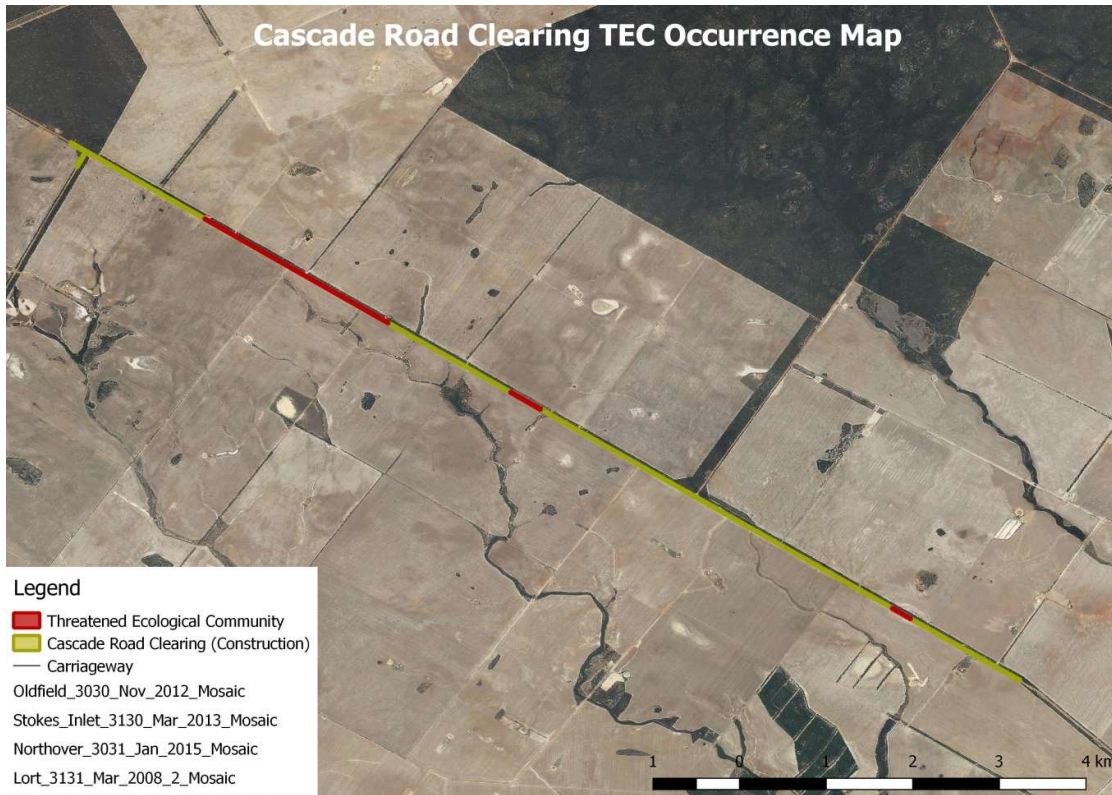 Cascade Road Clearing TEC Occurrence Map
Legend
Threatened Ecological Community
Cascade Road Clearing (Construction)
Carriageway
Oldfield_3030_Nov_2012_Mosaic
Stokes_Inlet_3130_Mar_2013_Mosaic
Northover_3031_Jan_2015_Mosaic
Lort_3131_Mar_2008_2_Mosaic
1 0 1 2 3 4 km